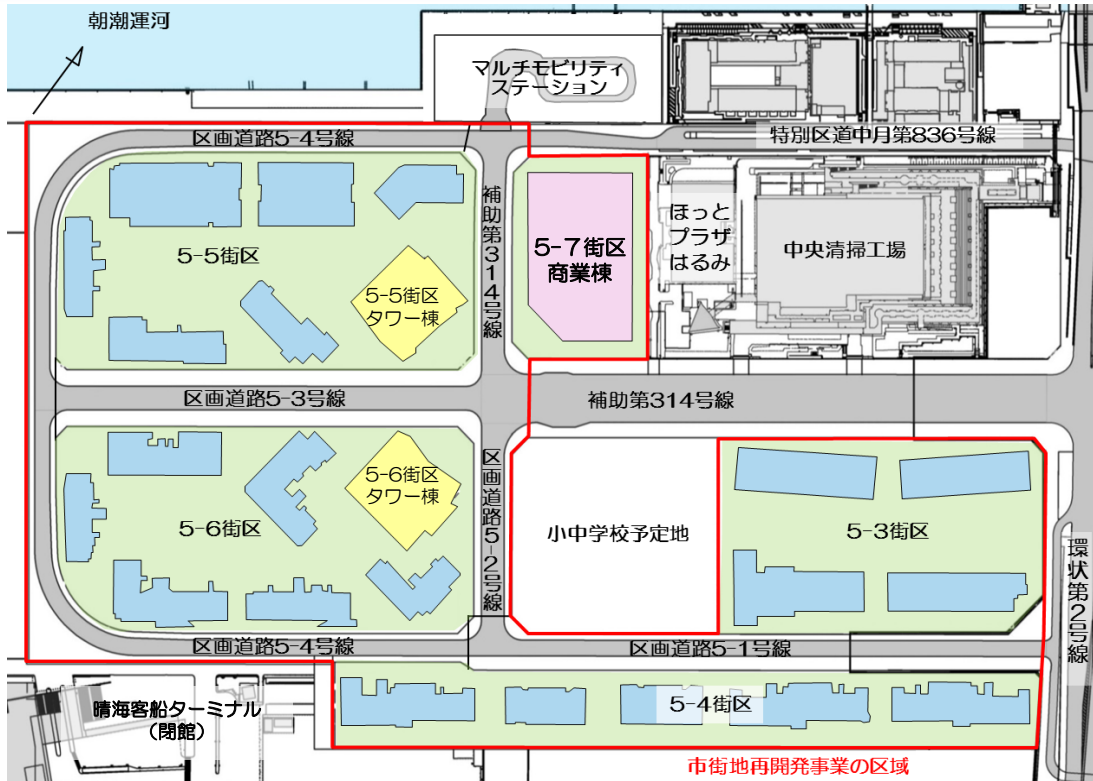 朝潮運河
マルチモビリティ
ステーション
区画道路5-4号線
特別区道中月第836号線
補助第314号線
ほっと
プラザ
はるみ
中央清掃工場
5-7街区
商業棟
5-5街区
5-5街区
タワー棟
区画道路5-3号線
補助第314号線
5-6街区
タワー棟
5-6街区
区画道路5-2号線
小中学校予定地
5-3街区
環状第2号線
区画道路5-4号線
区画道路5-1号線
晴海客船ターミナル
(閉館)
5-4街区
市街地再開発事業の区域